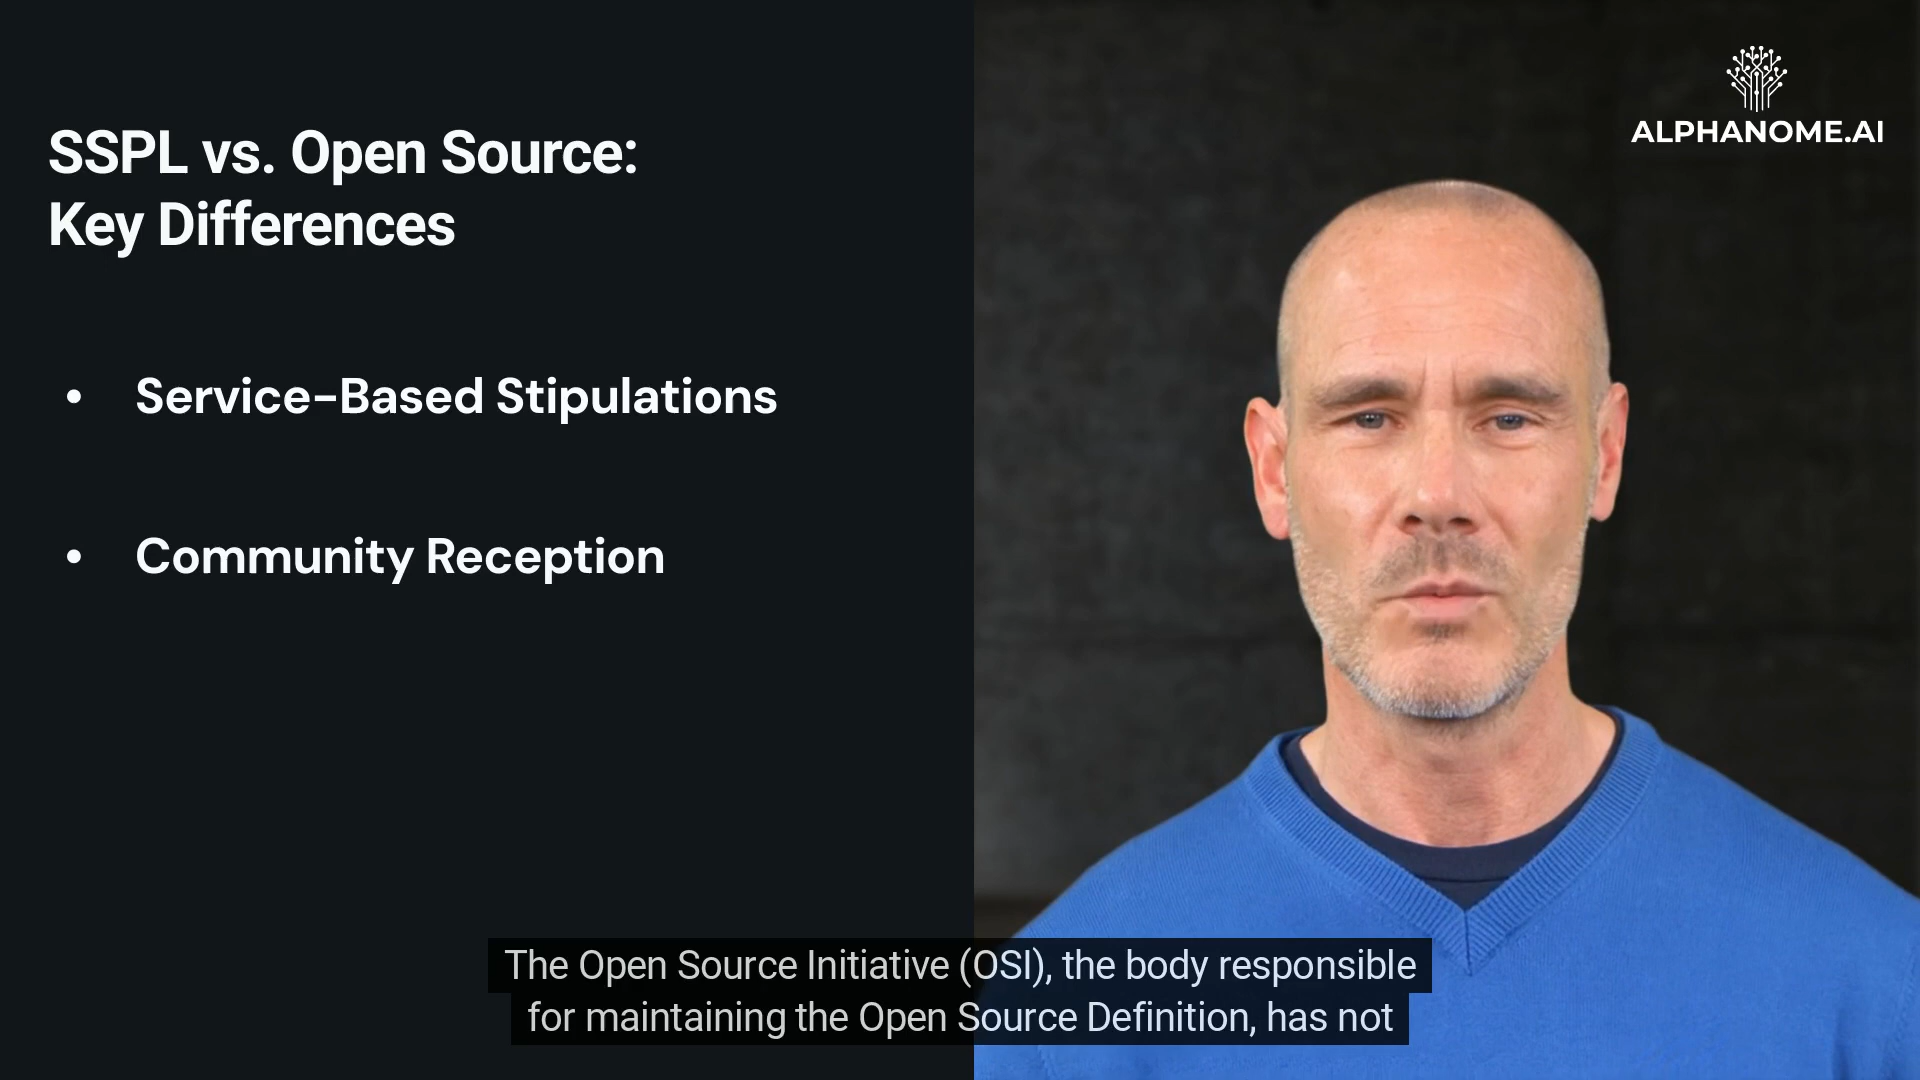 ALPHANOME.AI
SSPL vs. Open Source:
Key Differences
• Service-Based Stipulations
• Community Reception
The Open Source Initiative (OSI), the body responsible
for maintaining the Open Source Definition, has not